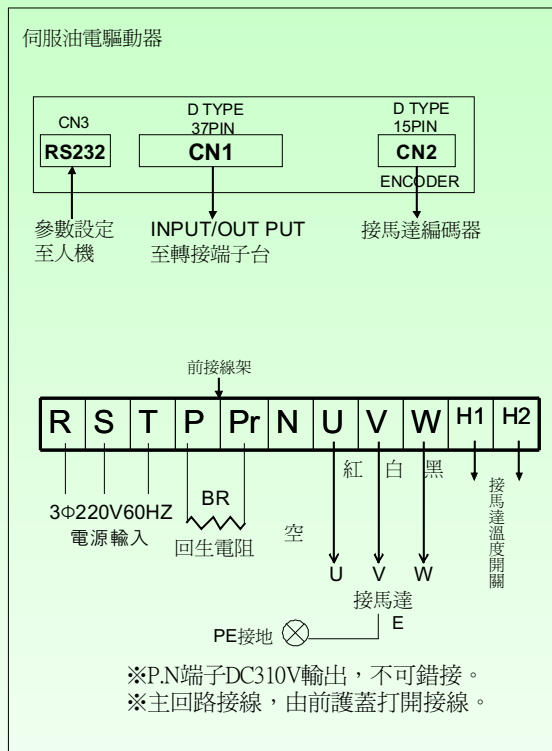 伺服油電驅動器
CN3
RS232
D TYPE
37PIN
CN1
D TYPE
15PIN
CN2
ENCODER
參數設定
至人機
INPUT/OUT PUT
至轉接端子台
接馬達編碼器
前接線架
R S T P Pr N U V W H1 H2
紅 白 黑
3Φ220V60HZ
電源輸入
BR
回生電阻
空
接馬達溫度開關
U V W
接馬達
E
PE接地
※P.N端子DC310V輸出，不可錯接。
※主回路接線，由前護蓋打開接線。